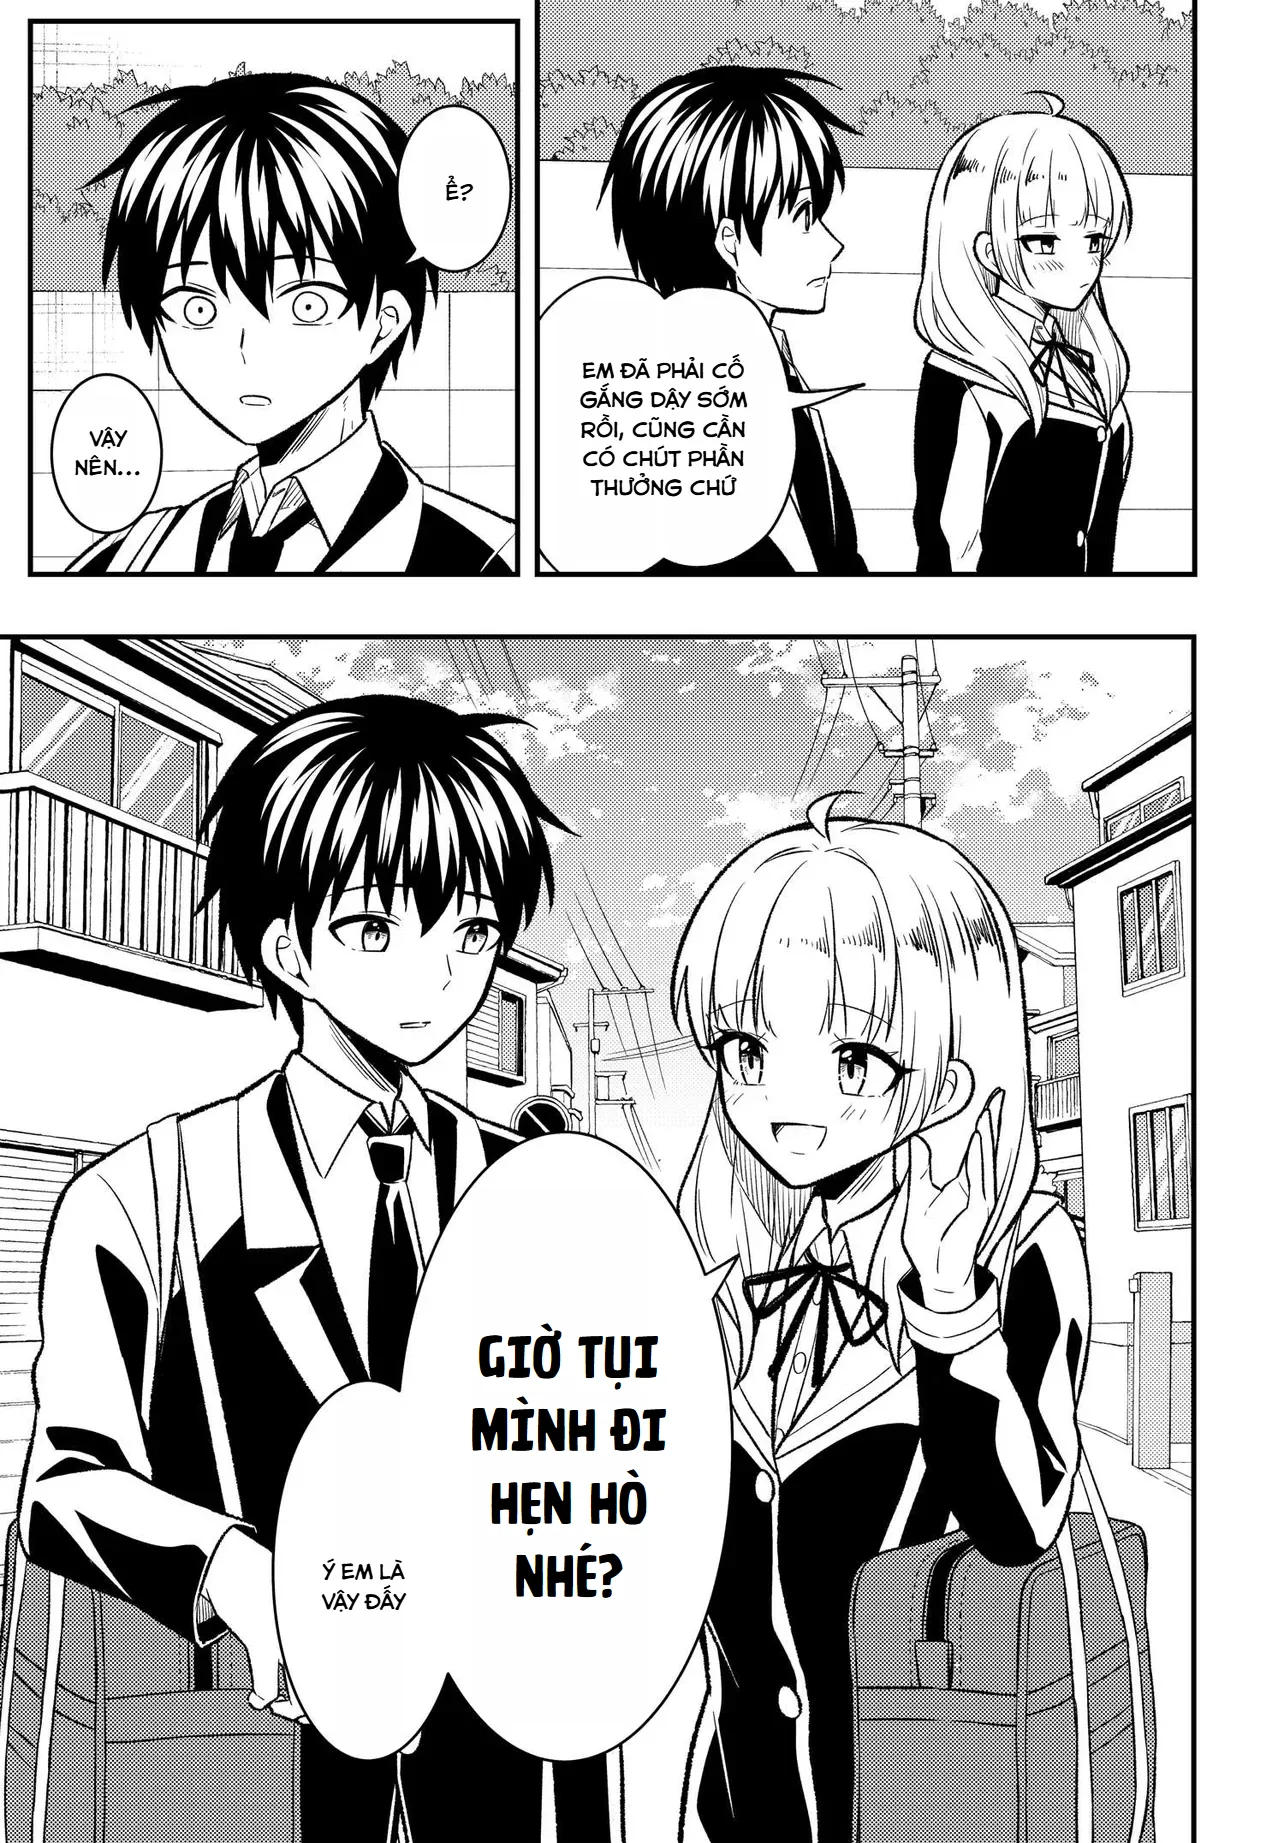 EM ĐÃ PHẢI CỐ
GẮNG DẬY SỚM
RỒI, CŨNG CẦN
CÓ CHÚT PHẦN
THƯỞNG CHỨ
Ể?
VẬY
NÊN...
GIỜ TỤI
MÌNH ĐI
HẸN HÒ
NHÉ?
Ý EM LÀ
VẬY ĐẤY